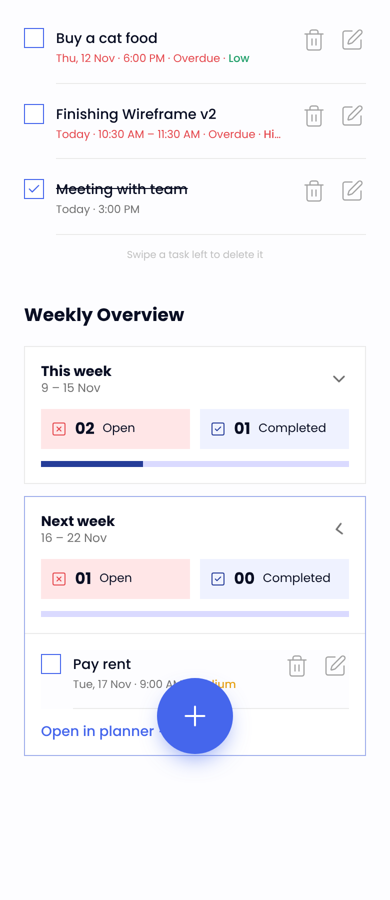 Buy a cat food
Thu, 12 Nov · 6:00 PM · Overdue · Low
Finishing Wireframe v2
Today · 10:30 AM – 11:30 AM · Overdue · Hi...
Meeting with team
Today · 3:00 PM
Swipe a task left to delete it
Weekly Overview
This week
9 – 15 Nov
02 Open
01 Completed
Next week
16 – 22 Nov
01 Open
00 Completed
Pay rent
Tue, 17 Nov · 9:00
Open in planner